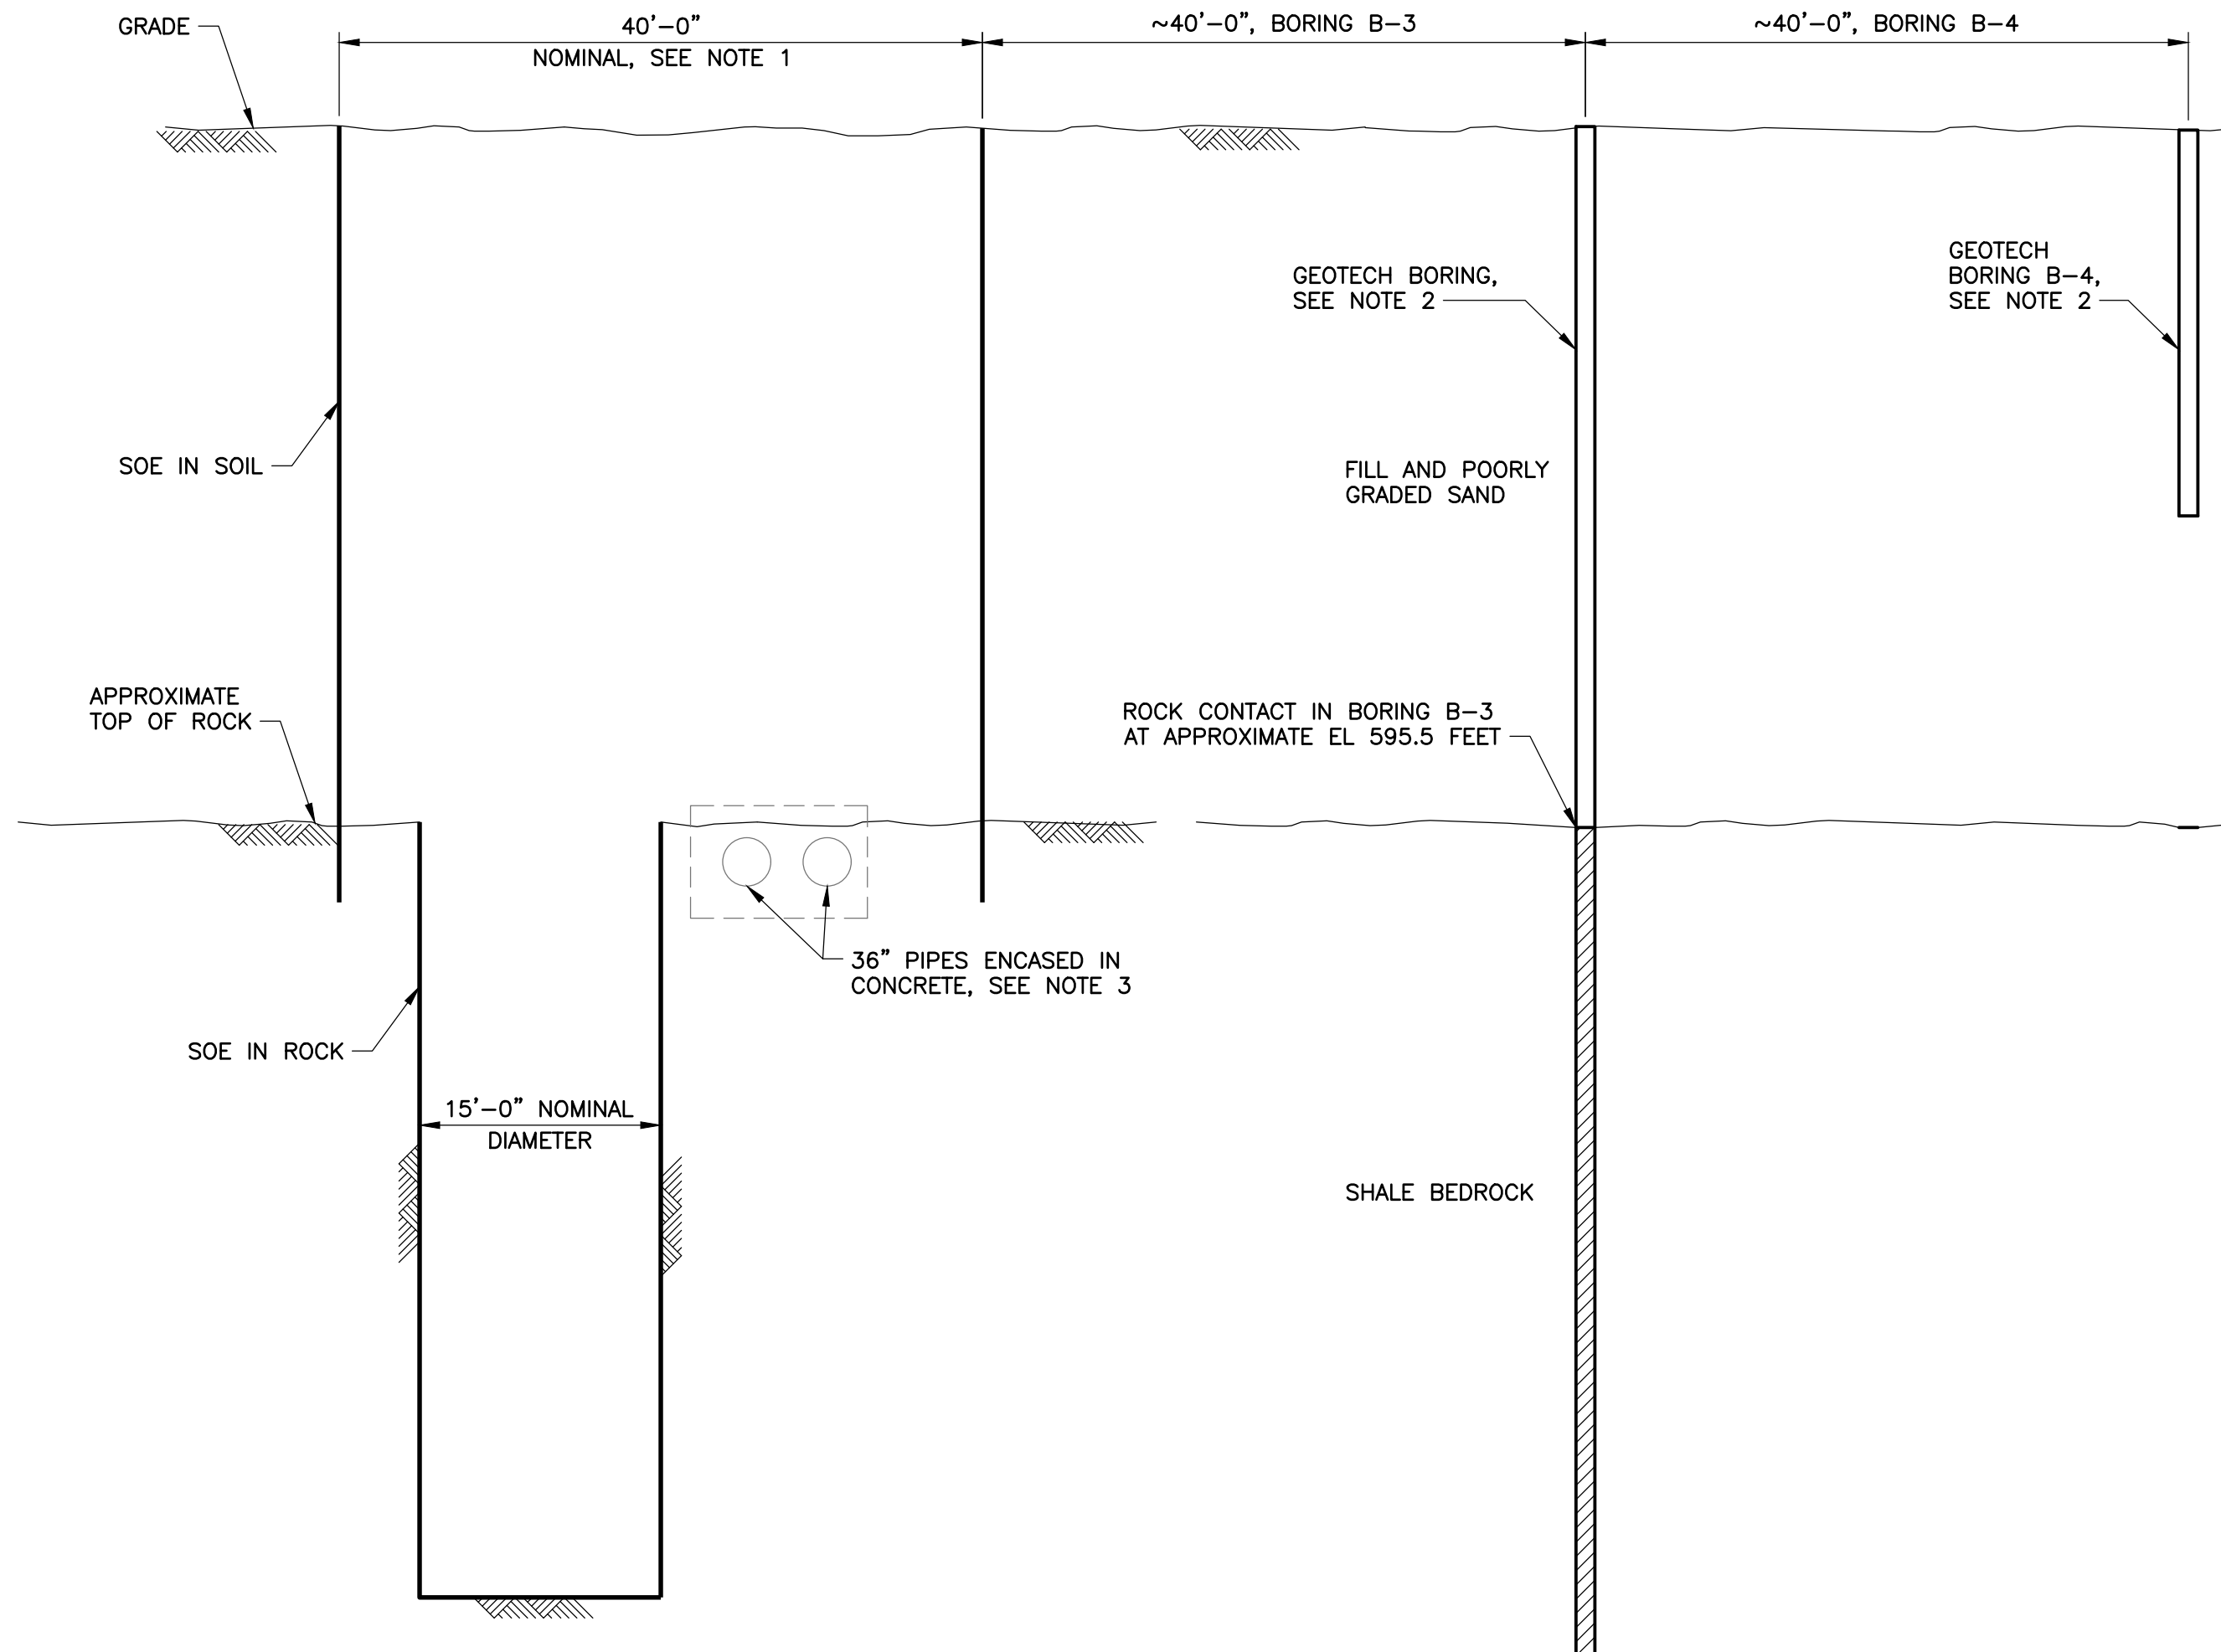 GRADE
40'-0"
NOMINAL, SEE NOTE 1
~40'-0", BORING B-3
~40'-0", BORING B-4
GEOTECH BORING,
SEE NOTE 2
GEOTECH
BORING B-4,
SEE NOTE 2
SOE IN SOIL
FILL AND POORLY
GRADED SAND
APPROXIMATE
TOP OF ROCK
ROCK CONTACT IN BORING B-3
AT APPROXIMATE EL 595.5 FEET
36" PIPES ENCASED IN
CONCRETE, SEE NOTE 3
SOE IN ROCK
15'-0" NOMINAL
DIAMETER
SHALE BEDROCK